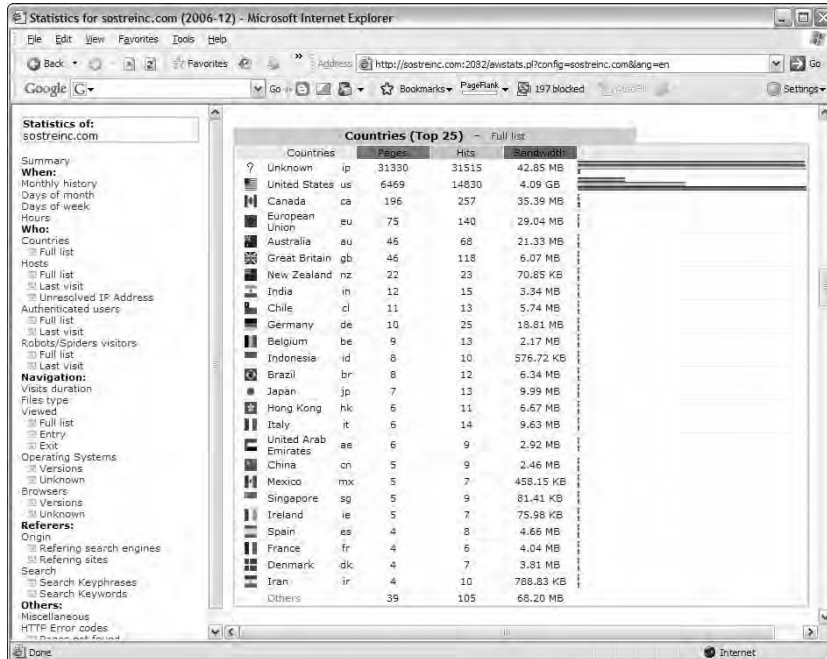 Statistics for sostreinc.com (2006-12) - Microsoft Internet Explorer
File Edit View Favorites Tools Help
Back Favorites » Address http://sostreinc.com:2082/awstats.pl?config=sostreinc.com&lang=en Go
Google G Go Bookmarks PageRank 197 blocked Settings
Statistics of:
sostreinc.com
Summary
When:
Monthly history
Days of month
Days of week
Hours
Who:
Countries
Full list
Hosts
Full list
Last visit
Unresolved IP Address
Authenticated users
Full list
Last visit
Robots/Spiders visitors
Full list
Last visit
Navigation:
Visits duration
Files type
Viewed
Full list
Entry
Exit
Operating Systems
Versions
Unknown
Browsers
Versions
Unknown
Referers:
Origin
Refering search engines
Refering sites
Search
Search Keyphrases
Search Keywords
Others:
Miscellaneous
HTTP Error codes
Pages not found
Countries (Top 25) - Full list
Countries Pages Hits Bandwidth
? Unknown ip 31330 31515 42.85 MB
United States us 6469 14830 4.09 GB
Canada ca 196 257 35.39 MB
European Union eu 75 140 29.04 MB
Australia au 46 68 21.33 MB
Great Britain gb 46 118 6.07 MB
New Zealand nz 22 23 70.85 KB
India in 12 15 3.34 MB
Chile cl 11 13 5.74 MB
Germany de 10 25 18.81 MB
Belgium be 9 13 2.17 MB
Indonesia id 8 10 576.72 KB
Brazil br 8 12 6.34 MB
Japan jp 7 13 9.99 MB
Hong Kong hk 6 11 6.67 MB
Italy it 6 14 9.63 MB
United Arab Emirates ae 6 9 2.92 MB
China cn 5 9 2.46 MB
Mexico mx 5 7 458.15 KB
Singapore sg 5 9 81.41 KB
Ireland ie 5 7 75.98 KB
Spain es 4 8 4.66 MB
France fr 4 6 4.04 MB
Denmark dk 4 7 3.81 MB
Iran ir 4 10 788.83 KB
Others 39 105 68.20 MB
Done Internet